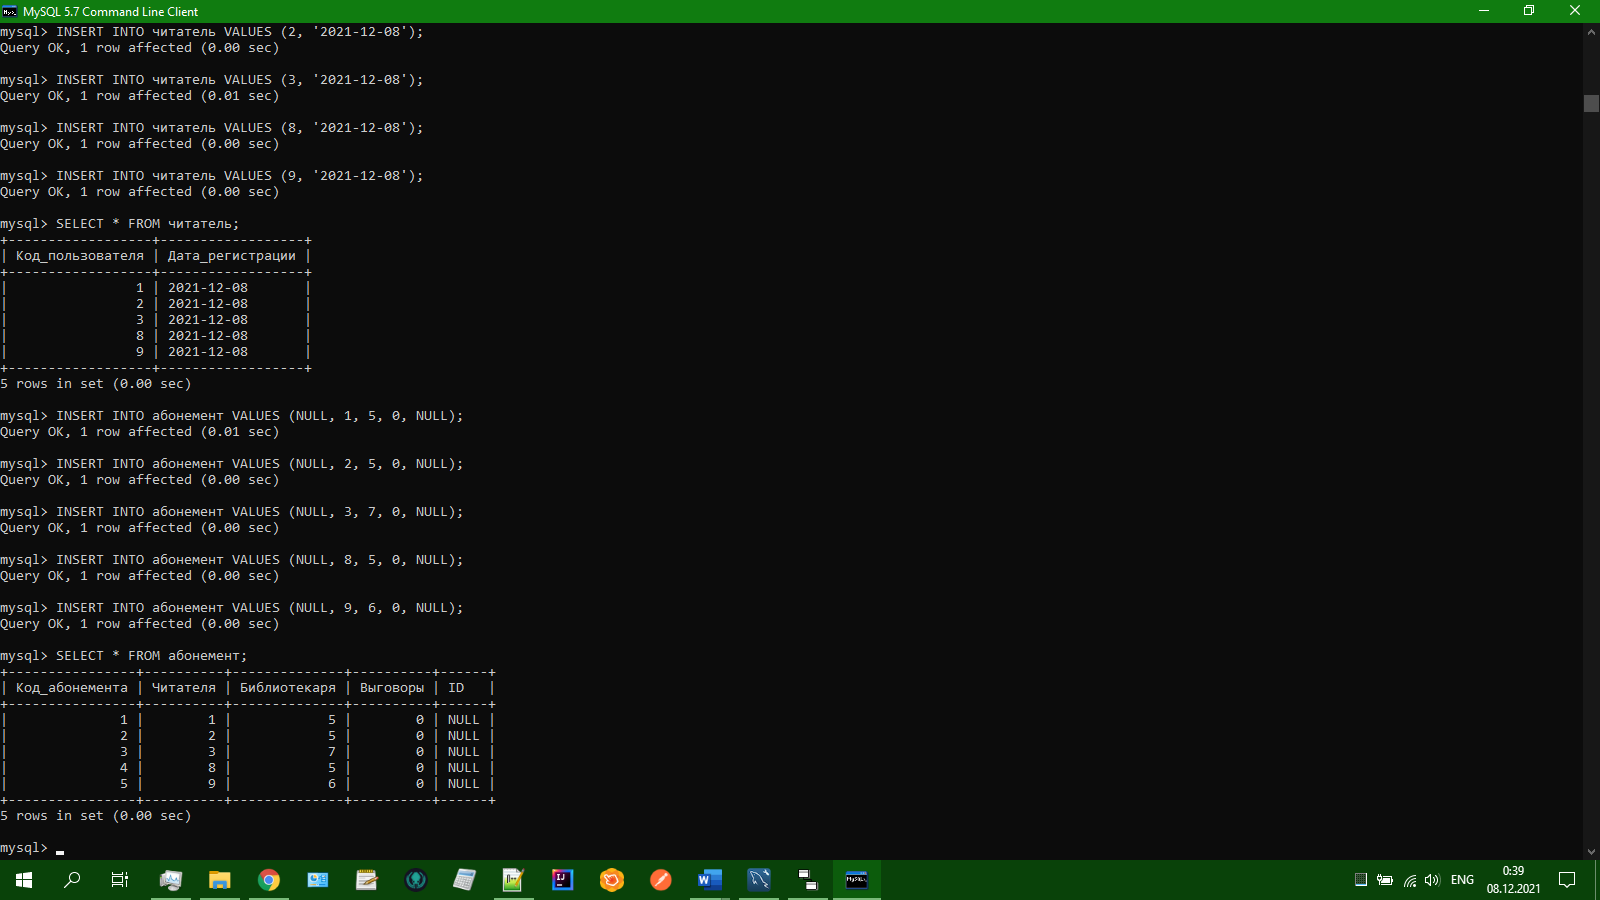 MySQL 5.7 Command Line Client
mysql> INSERT INTO читатель VALUES (2, '2021-12-08');
Query OK, 1 row affected (0.00 sec)
mysql> INSERT INTO читатель VALUES (3, '2021-12-08');
Query OK, 1 row affected (0.01 sec)
mysql> INSERT INTO читатель VALUES (8, '2021-12-08');
Query OK, 1 row affected (0.00 sec)
mysql> INSERT INTO читатель VALUES (9, '2021-12-08');
Query OK, 1 row affected (0.00 sec)
mysql> SELECT * FROM читатель;
+------------------+------------------+
| Код_пользователя | Дата_регистрации |
+------------------+------------------+
|                1 | 2021-12-08       |
|                2 | 2021-12-08       |
|                3 | 2021-12-08       |
|                8 | 2021-12-08       |
|                9 | 2021-12-08       |
+------------------+------------------+
5 rows in set (0.00 sec)
mysql> INSERT INTO абонемент VALUES (NULL, 1, 5, 0, NULL);
Query OK, 1 row affected (0.01 sec)
mysql> INSERT INTO абонемент VALUES (NULL, 2, 5, 0, NULL);
Query OK, 1 row affected (0.00 sec)
mysql> INSERT INTO абонемент VALUES (NULL, 3, 7, 0, NULL);
Query OK, 1 row affected (0.00 sec)
mysql> INSERT INTO абонемент VALUES (NULL, 8, 5, 0, NULL);
Query OK, 1 row affected (0.00 sec)
mysql> INSERT INTO абонемент VALUES (NULL, 9, 6, 0, NULL);
Query OK, 1 row affected (0.00 sec)
mysql> SELECT * FROM абонемент;
+----------------+----------+--------------+----------+------+
| Код_абонемента | Читателя | Библиотекаря | Выговоры | ID   |
+----------------+----------+--------------+----------+------+
|              1 |        1 |            5 |        0 | NULL |
|              2 |        2 |            5 |        0 | NULL |
|              3 |        3 |            7 |        0 | NULL |
|              4 |        8 |            5 |        0 | NULL |
|              5 |        9 |            6 |        0 | NULL |
+----------------+----------+--------------+----------+------+
5 rows in set (0.00 sec)
mysql>
ENG
0:39
08.12.2021